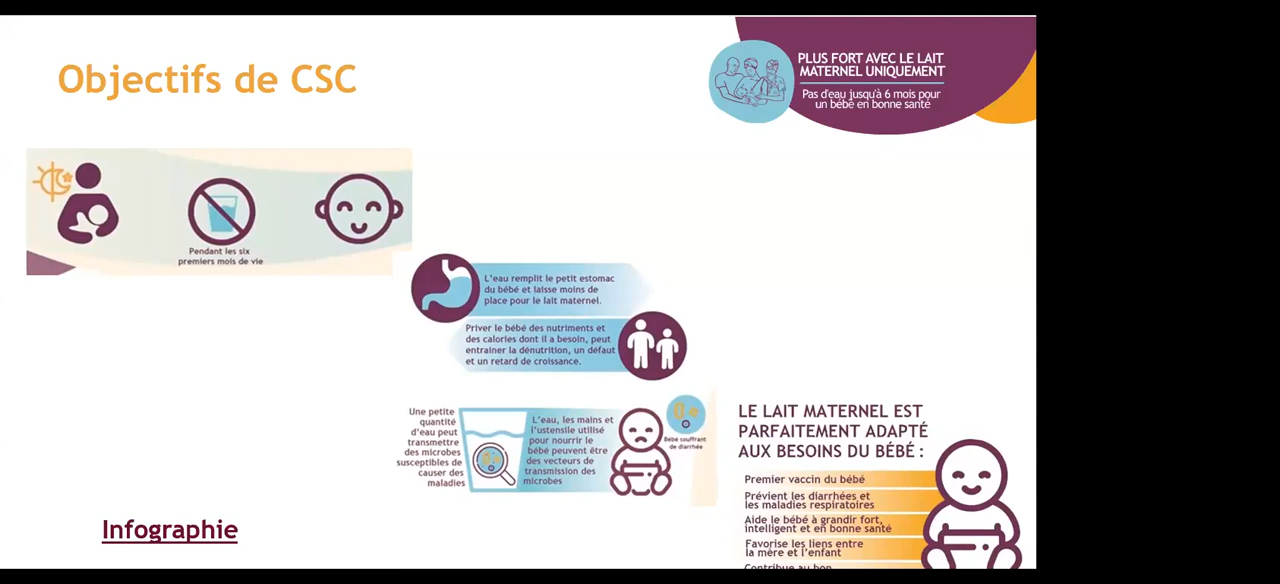 Objectifs de CSC
PLUS FORT AVEC LE LAIT
MATERNEL UNIQUEMENT
Pas d'eau jusqu'à 6 mois pour
un bébé en bonne santé
Pendant les six
premiers mois de vie
L'eau remplit le petit estomac
du bébé et laisse moins de
place pour le lait maternel.
Priver le bébé des nutriments et
des calories dont il a besoin, peut
entrainer la dénutrition, un défaut
et un retard de croissance.
Une petite
quantité
d'eau peut
transmettre
des microbes
susceptibles de
causer des
maladies
L'eau, les mains et
l'ustensile utilisé
pour nourrir le
bébé peuvent être
des vecteurs de
transmission des
microbes
Bébé souffrant
de diarrhée
LE LAIT MATERNEL EST
PARFAITEMENT ADAPTÉ
AUX BESOINS DU BÉBÉ :
Premier vaccin du bébé
Prévient les diarrhées et
les maladies respiratoires
Aide le bébé à grandir fort,
intelligent et en bonne santé
Favorise les liens entre
la mère et l'enfant
Contribue au bon
Infographie